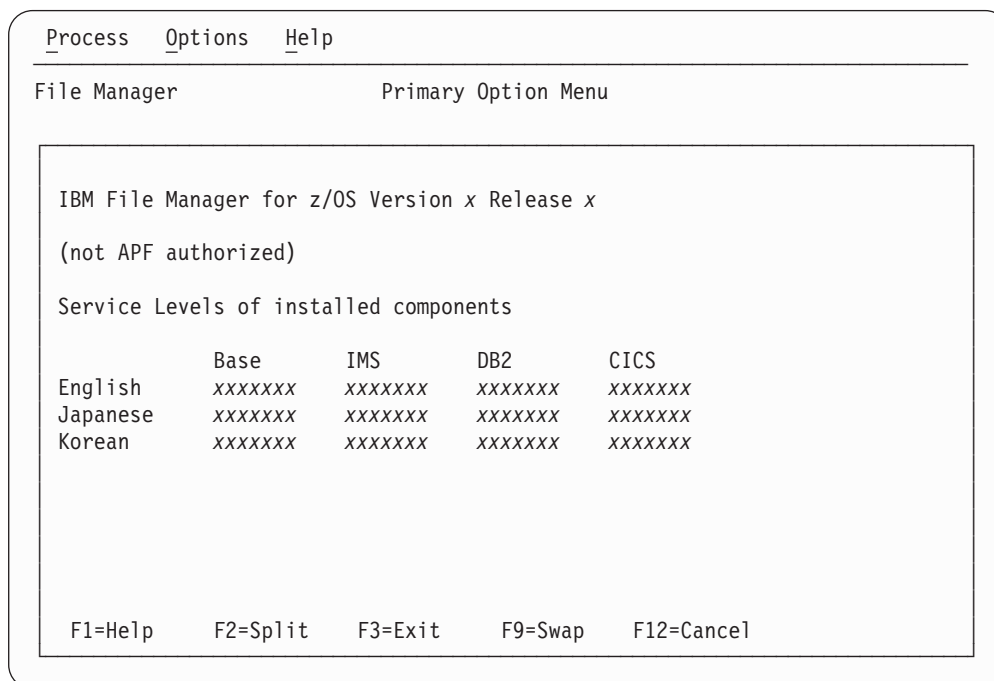 Process Options Help
File Manager Primary Option Menu
IBM File Manager for z/OS Version x Release x
(not APF authorized)
Service Levels of installed components
Base IMS DB2 CICS
English xxxxxxx xxxxxxx xxxxxxx xxxxxxx
Japanese xxxxxxx xxxxxxx xxxxxxx xxxxxxx
Korean xxxxxxx xxxxxxx xxxxxxx xxxxxxx
F1=Help F2=Split F3=Exit F9=Swap F12=Cancel